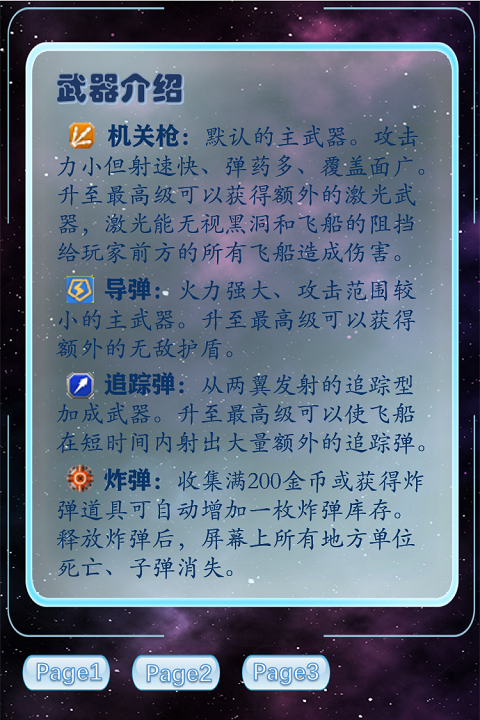 武器介绍
机关枪：默认的主武器。攻击
力小但射速快、弹药多、覆盖面广。
升至最高级可以获得额外的激光武
器，激光能无视黑洞和飞船的阻挡
给玩家前方的所有飞船造成伤害。
导弹：火力强大、攻击范围较
小的主武器。升至最高级可以获得
额外的无敌护盾。
追踪弹：从两翼发射的追踪型
加成武器。升至最高级可以使飞船
在短时间内射出大量额外的追踪弹。
炸弹：收集满200金币或获得炸
弹道具可自动增加一枚炸弹库存。
释放炸弹后，屏幕上所有地方单位
死亡、子弹消失。
Page1 Page2 Page3